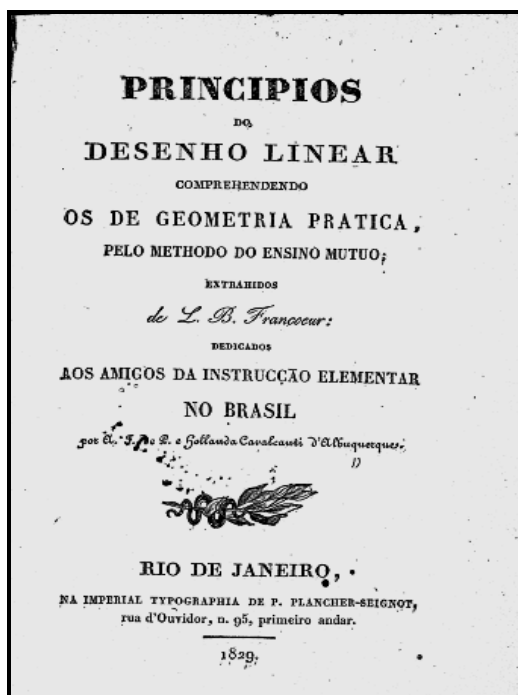 PRINCIPIOS
DO
DESENHO LINEAR
COMPREHENDENDO
OS DE GEOMETRIA PRATICA,
PELO METHODO DO ENSINO MUTUO;
EXTRAHIDOS
de L. B. Francoeur:
DEDICADOS
AOS AMIGOS DA INSTRUCÇÃO ELEMENTAR
NO BRASIL
por A. F. de P. e Hollanda Cavalcanti d'Albuquerque.
RIO DE JANEIRO,
NA IMPERIAL TYPOGRAPHIA DE P. PLANCHER-SEIGNOT,
rua d'Ouvidor, n. 95, primeiro andar.
1829.